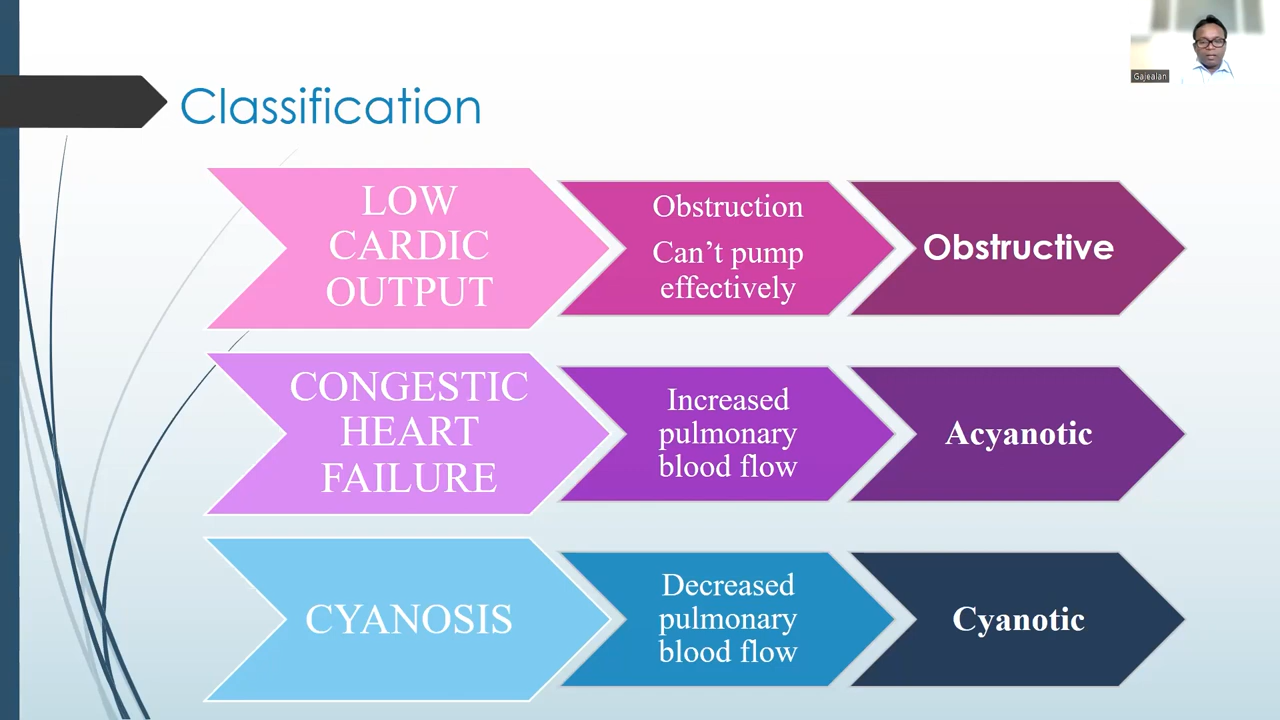 Gajealan
Classification
LOW
CARDIC
OUTPUT
Obstruction
Can’t pump
effectively
Obstructive
CONGESTIC
HEART
FAILURE
Increased
pulmonary
blood flow
Acyanotic
CYANOSIS
Decreased
pulmonary
blood flow
Cyanotic